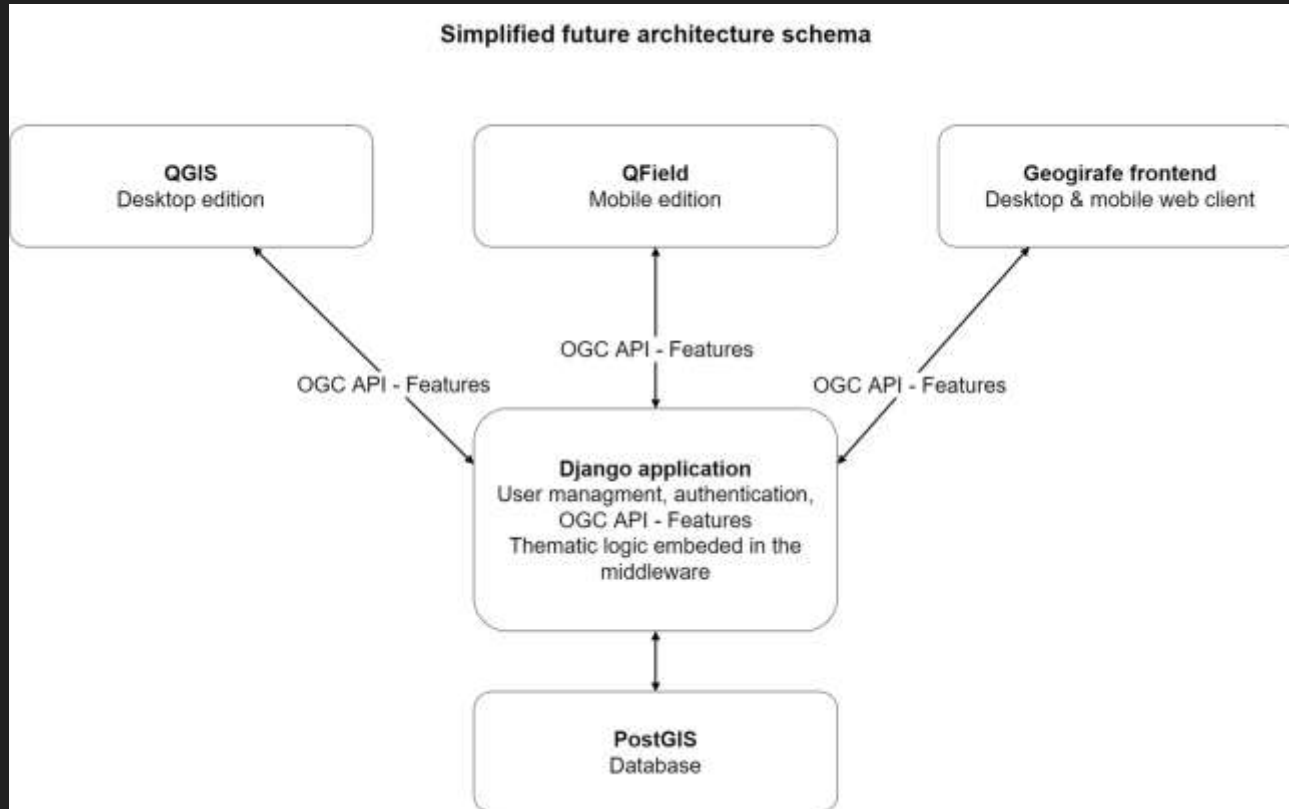 Simplified future architecture schema
QGIS
Desktop edition
QField
Mobile edition
Geogirafe frontend
Desktop & mobile web client
OGC API - Features
OGC API - Features
OGC API - Features
Django application
User managment, authentication,
OGC API - Features
Thematic logic embeded in the
middleware
PostGIS
Database